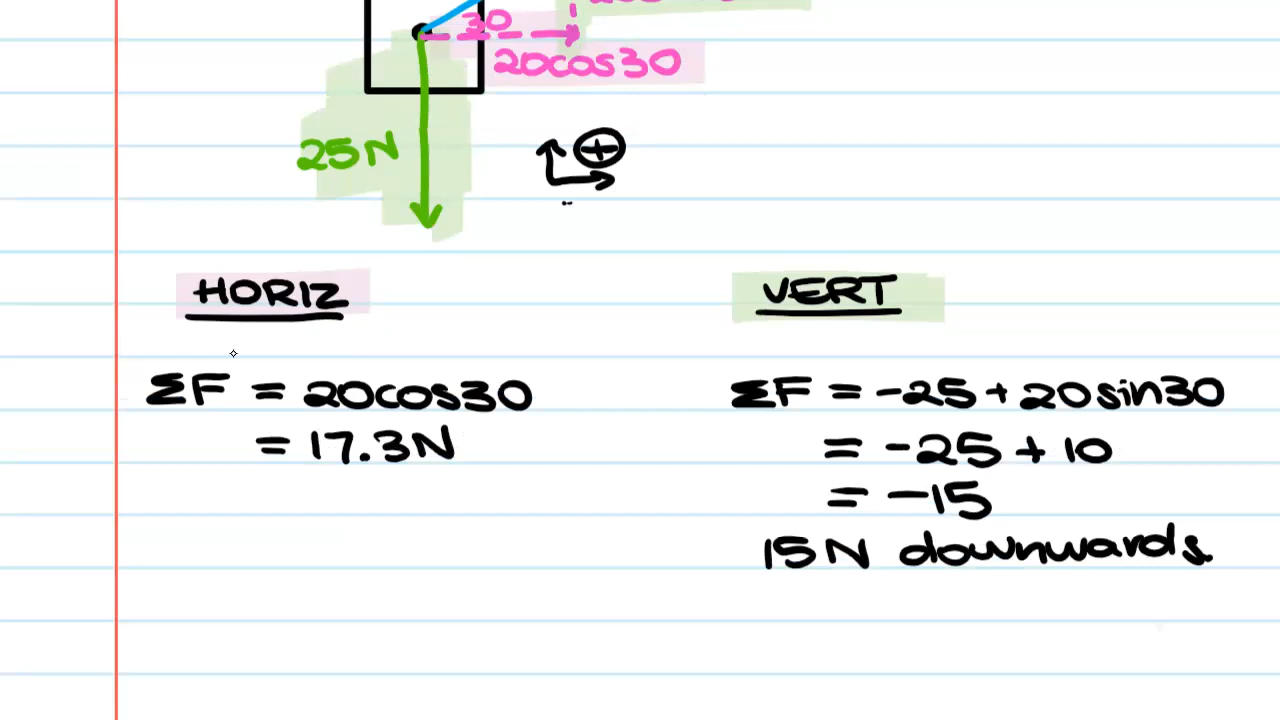 30
20cos30
25N
+
HORIZ
VERT
ΣF = 20cos30
= 17.3N
ΣF = -25 + 20sin30
= -25 + 10
= -15
15N downwards